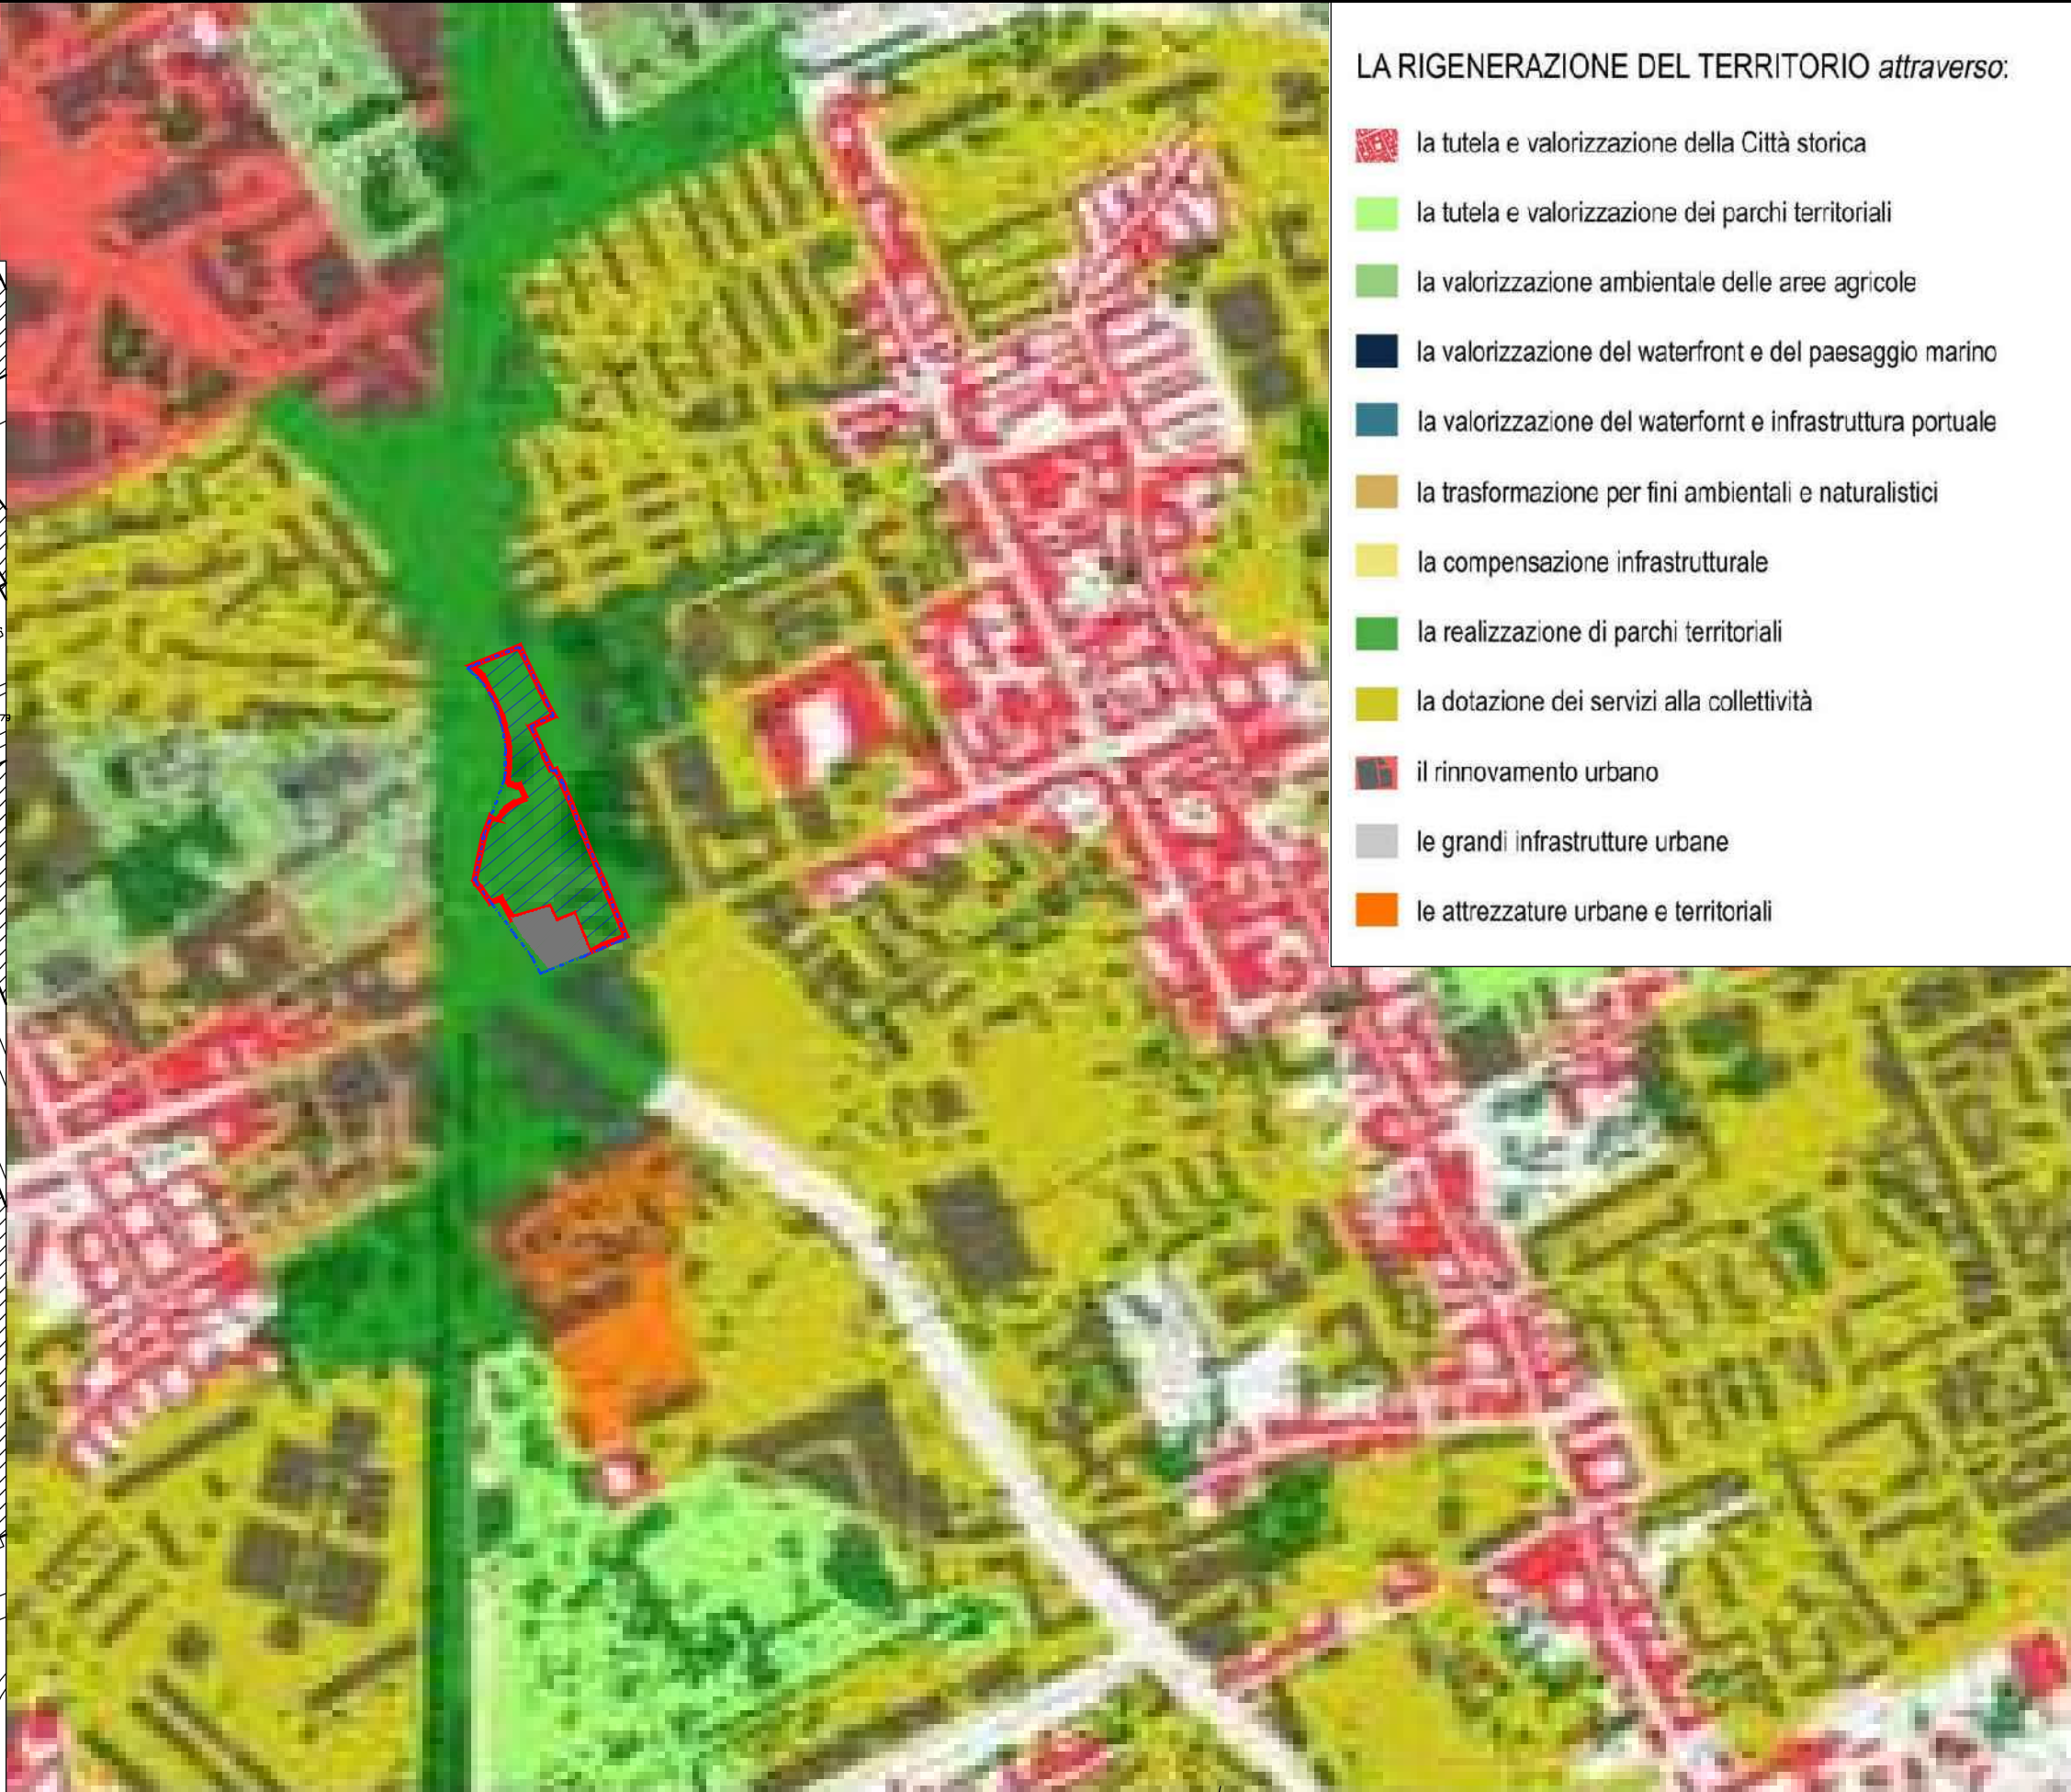 LA RIGENERAZIONE DEL TERRITORIO attraverso:
la tutela e valorizzazione della Città storica
la tutela e valorizzazione dei parchi territoriali
la valorizzazione ambientale delle aree agricole
la valorizzazione del waterfront e del paesaggio marino
la valorizzazione del waterfornt e infrastruttura portuale
la trasformazione per fini ambientali e naturalistici
la compensazione infrastrutturale
la realizzazione di parchi territoriali
la dotazione dei servizi alla collettività
il rinnovamento urbano
le grandi infrastrutture urbane
le attrezzature urbane e territoriali